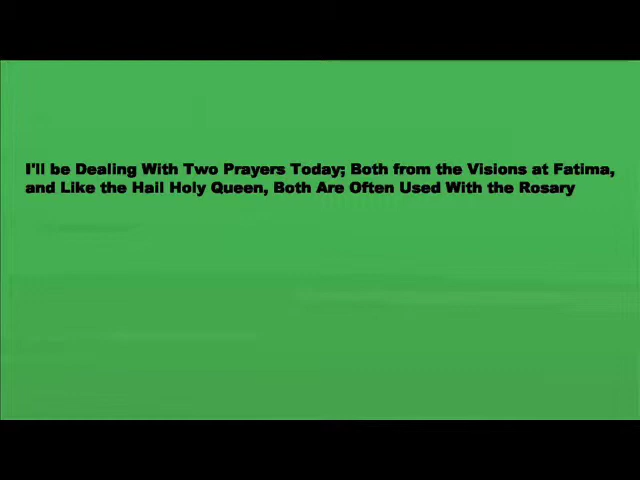 I'll be Dealing With Two Prayers Today; Both from the Visions at Fatima,
and Like the Hail Holy Queen, Both Are Often Used With the Rosary